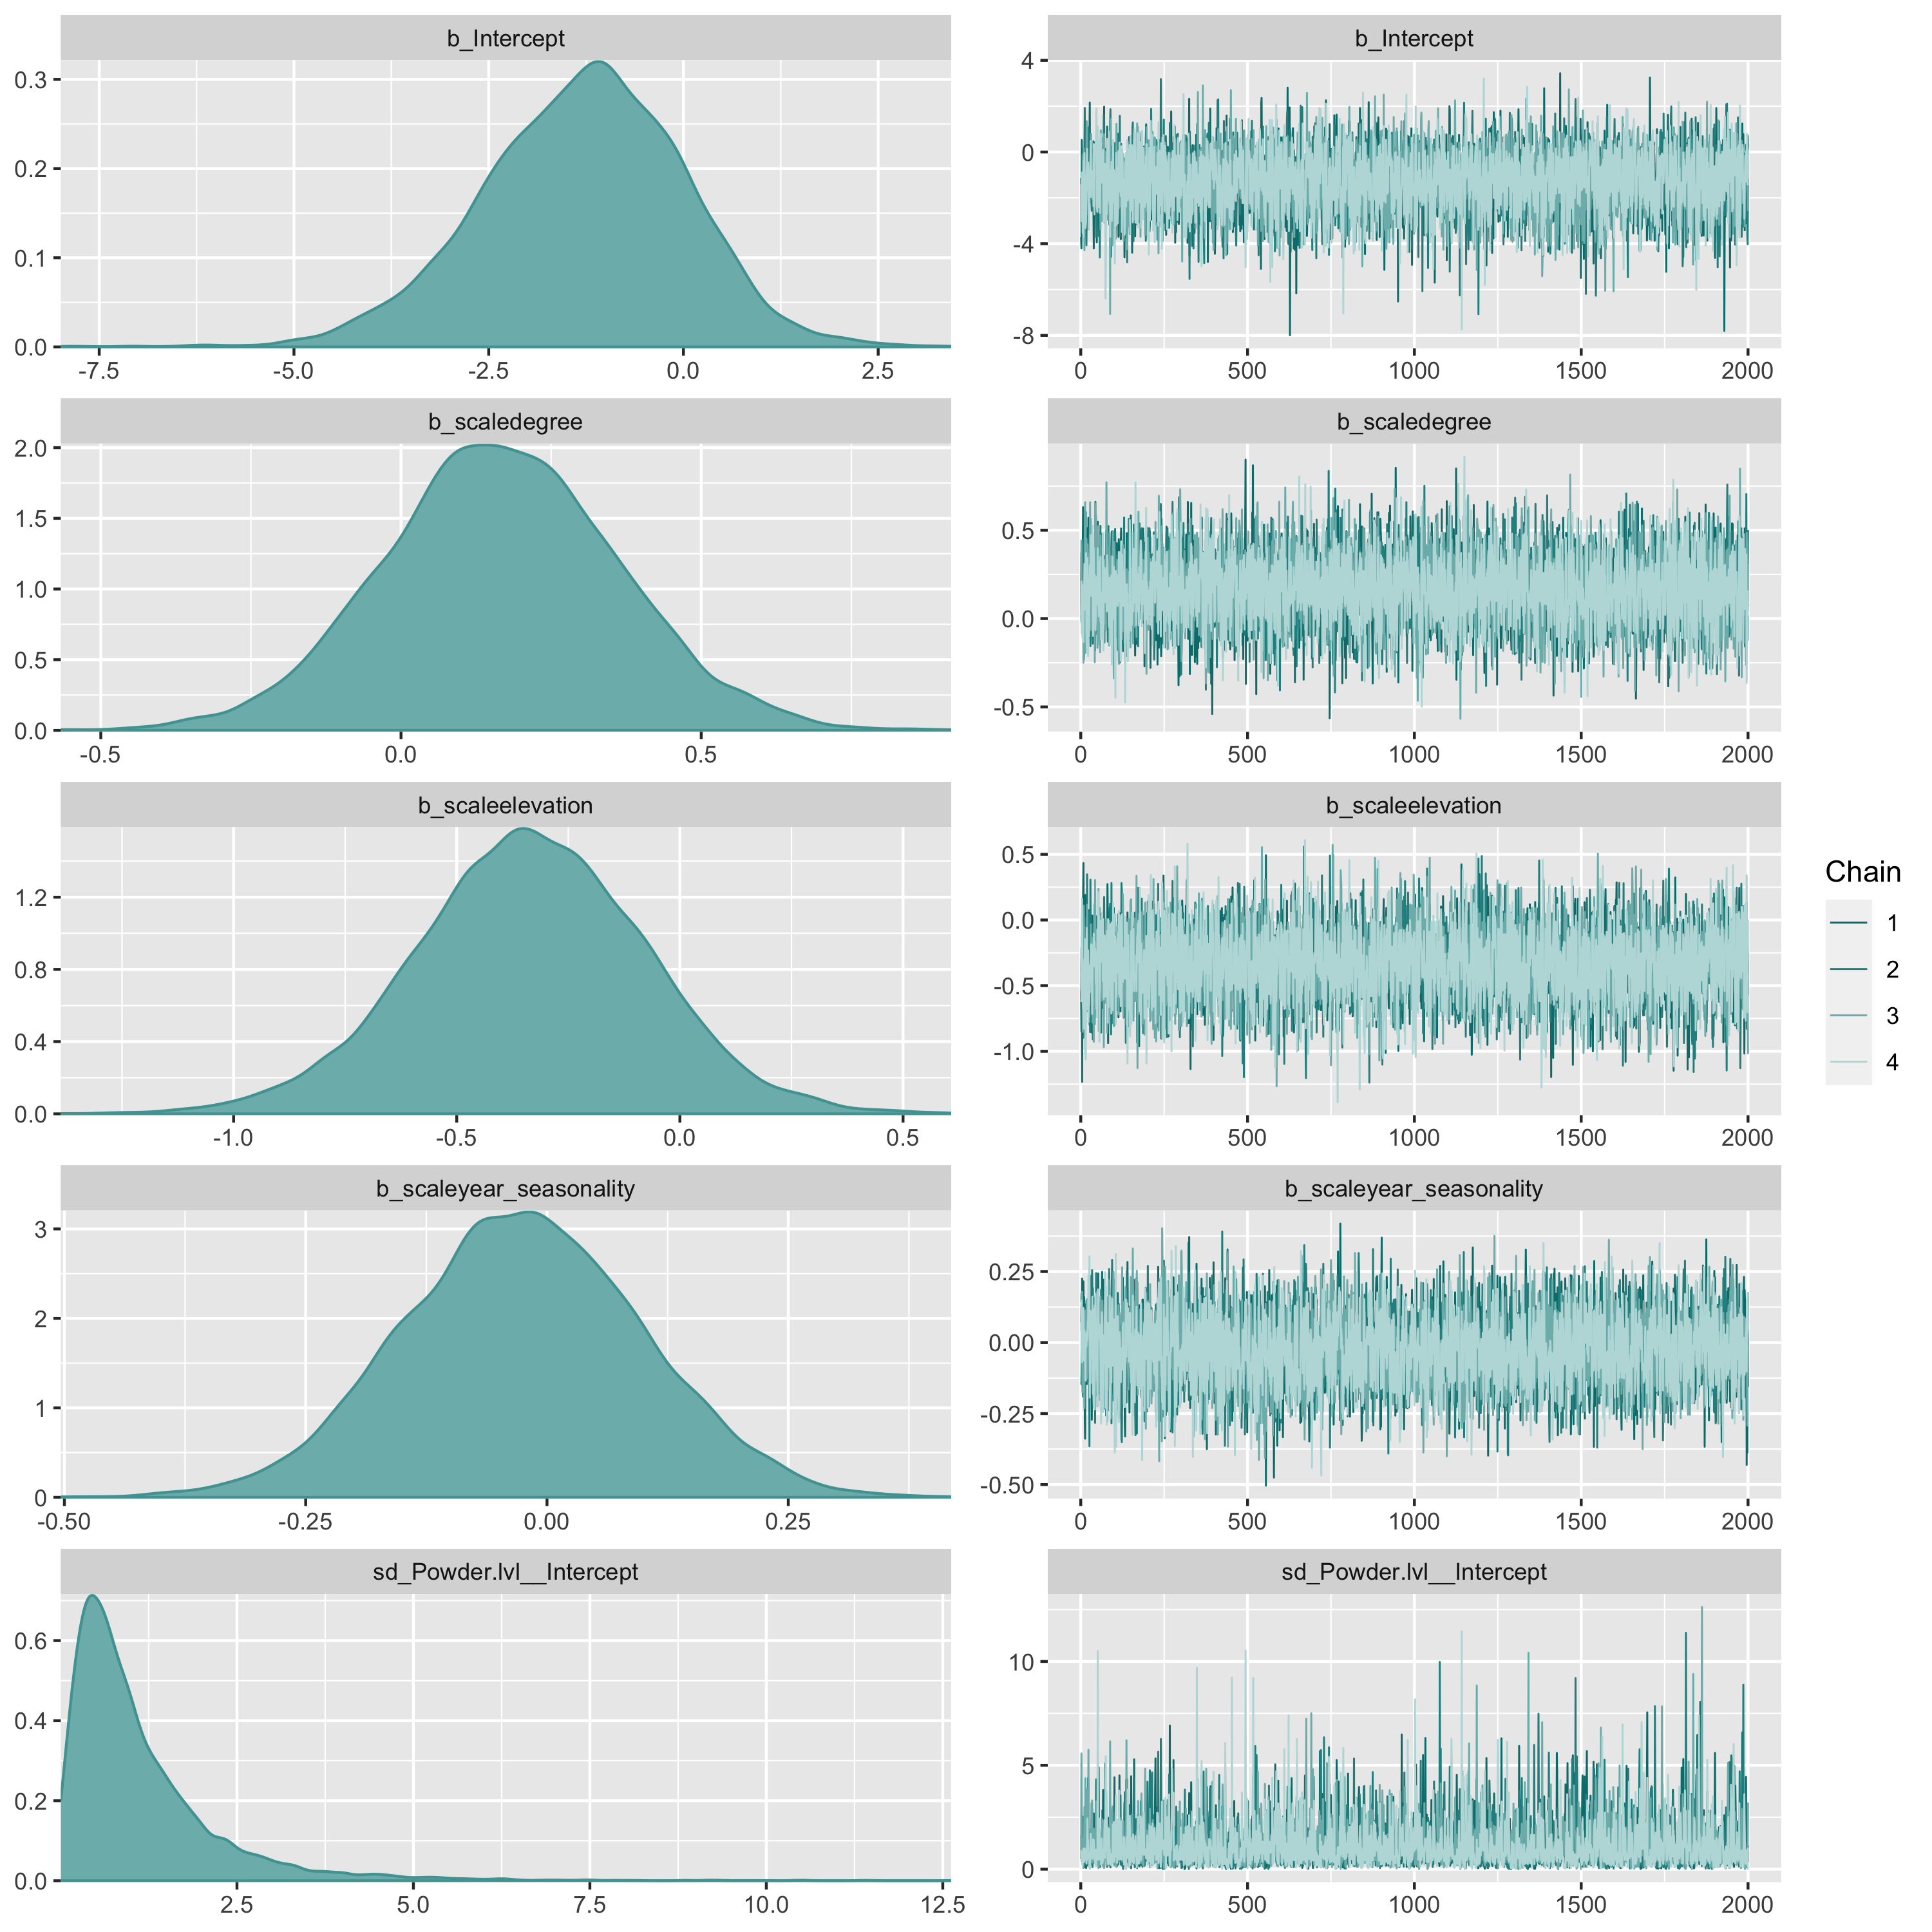 b_Intercept
0.3
0.2
0.1
0.0
-7.5 -5.0 -2.5 0.0 2.5
b_Intercept
4
0
-4
-8
0 500 1000 1500 2000
b_scaledegree
2.0
1.5
1.0
0.5
0.0
-0.5 0.0 0.5
b_scaledegree
0.5
0.0
-0.5
0 500 1000 1500 2000
b_scaleelevation
1.2
0.8
0.4
0.0
-1.0 -0.5 0.0 0.5
b_scaleelevation
0.5
0.0
-0.5
-1.0
0 500 1000 1500 2000
b_scaleyear_seasonality
3
2
1
0
-0.50 -0.25 0.00 0.25
b_scaleyear_seasonality
0.25
0.00
-0.25
-0.50
0 500 1000 1500 2000
sd_Powder.lvl__Intercept
0.6
0.4
0.2
0.0
2.5 5.0 7.5 10.0 12.5
sd_Powder.lvl__Intercept
10
5
0
0 500 1000 1500 2000
Chain
1
2
3
4